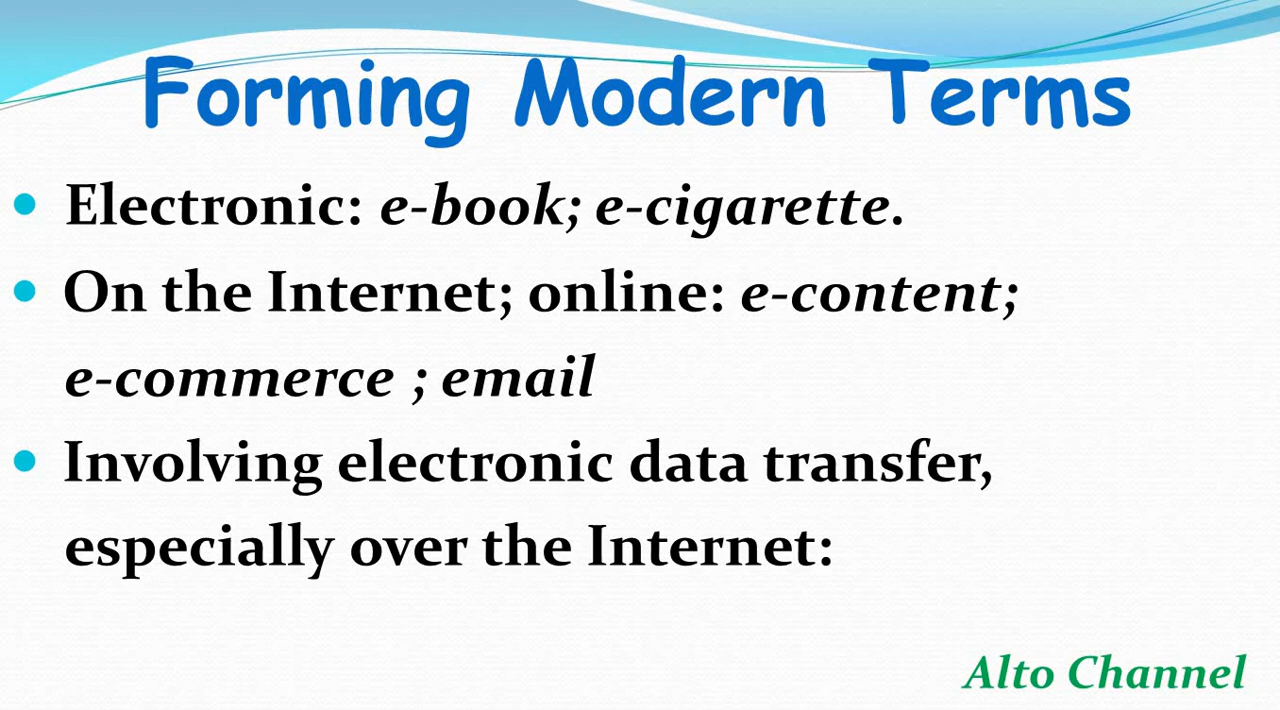 Forming Modern Terms
• Electronic: e-book; e-cigarette.
• On the Internet; online: e-content;
e-commerce ; email
• Involving electronic data transfer,
especially over the Internet:
Alto Channel